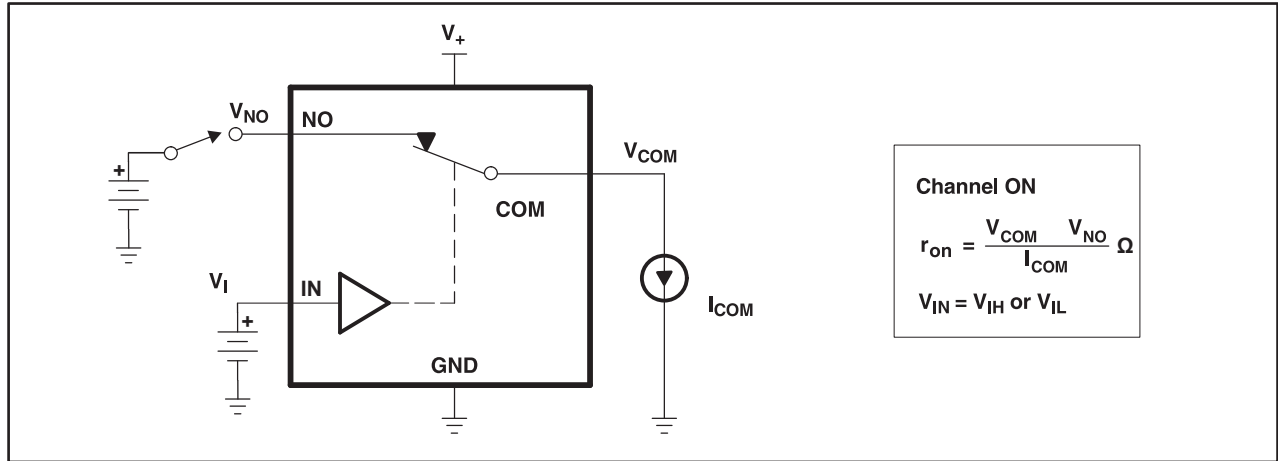 V+
VNO
NO
VCOM
COM
VI
IN
ICOM
GND
+
+
Channel ON
ron = VCOM VNO / ICOM Ω
VIN = VIH or VIL